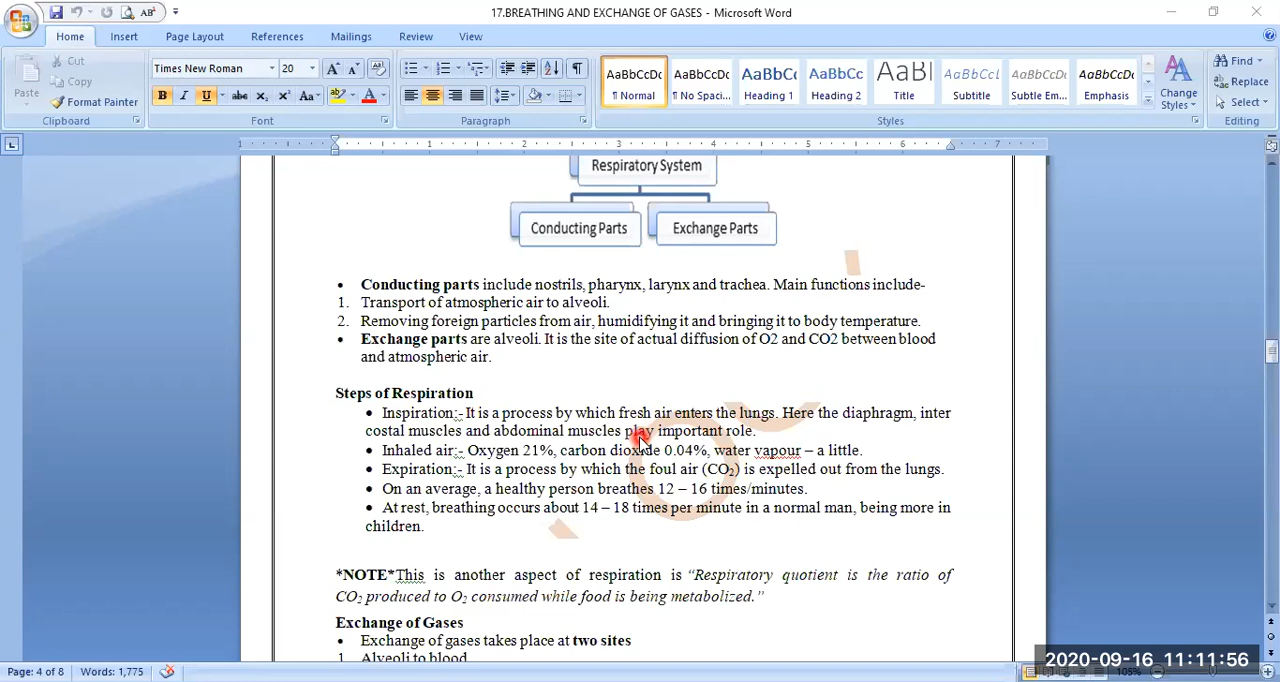 17.BREATHING AND EXCHANGE OF GASES - Microsoft Word
Home Insert Page Layout References Mailings Review View
Paste Cut Copy Format Painter
Clipboard
Times New Roman 20
Font
Paragraph
AaBbCcDc AaBbCcDc AaBbCc AaBbCc AaBl AaBbCcL AaBbCcDc AaBbCcDc
¶ Normal ¶ No Spaci... Heading 1 Heading 2 Title Subtitle Subtle Em... Emphasis
Styles
Change Styles
Find
Replace
Select
Editing
1 1 2 3 4 5 6 7
Respiratory System
Conducting Parts Exchange Parts
• Conducting parts include nostrils, pharynx, larynx and trachea. Main functions include-
1. Transport of atmospheric air to alveoli.
2. Removing foreign particles from air, humidifying it and bringing it to body temperature.
• Exchange parts are alveoli. It is the site of actual diffusion of O2 and CO2 between blood
and atmospheric air.
Steps of Respiration
• Inspiration:- It is a process by which fresh air enters the lungs. Here the diaphragm, inter
costal muscles and abdominal muscles play important role.
• Inhaled air:- Oxygen 21%, carbon dioxide 0.04%, water vapour – a little.
• Expiration:- It is a process by which the foul air (CO₂) is expelled out from the lungs.
• On an average, a healthy person breathes 12 – 16 times/minutes.
• At rest, breathing occurs about 14 – 18 times per minute in a normal man, being more in
children.
*NOTE*This is another aspect of respiration is “Respiratory quotient is the ratio of
CO₂ produced to O₂ consumed while food is being metabolized.”
Exchange of Gases
• Exchange of gases takes place at two sites
1. Alveoli to blood
Page: 4 of 8 Words: 1,775
105%
2020-09-16 11:11:56